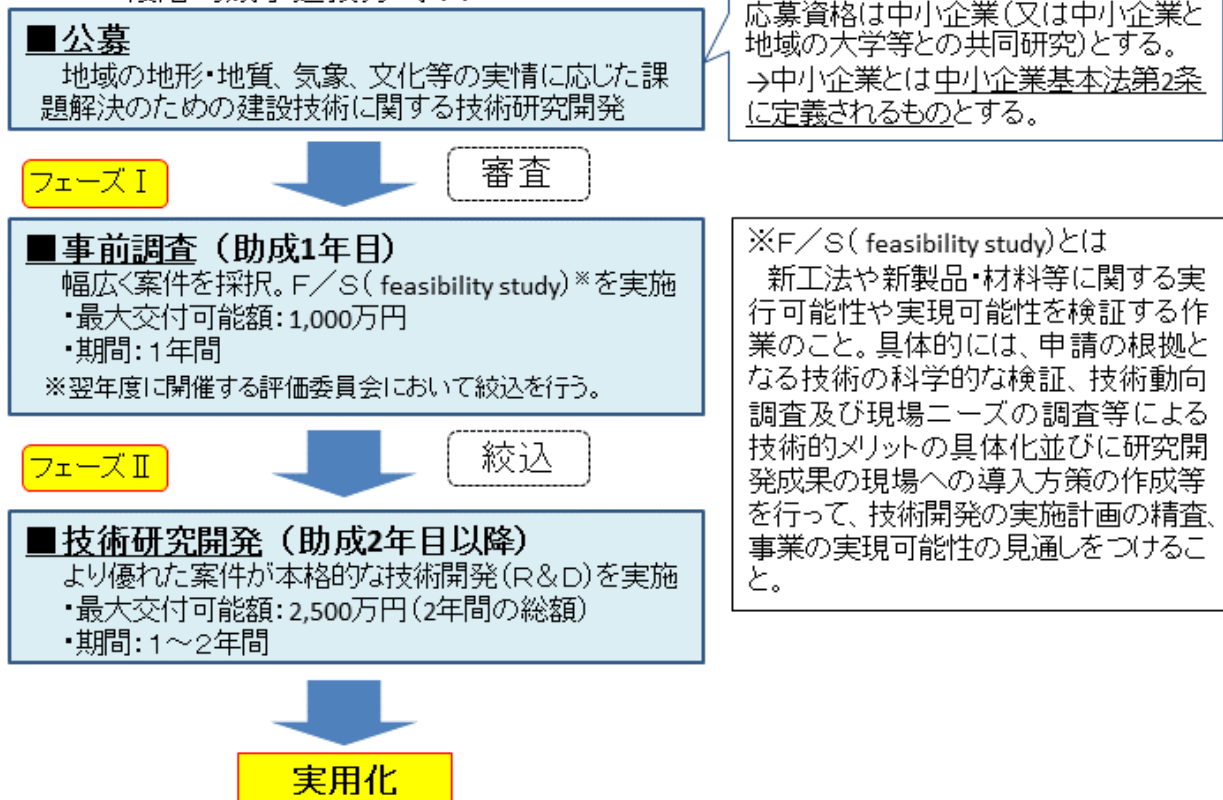 ■公募
地域の地形・地質、気象、文化等の実情に応じた課
題解決のための建設技術に関する技術研究開発
応募資格は中小企業(又は中小企業と
地域の大学等との共同研究)とする。
→中小企業とは中小企業基本法第2条
に定義されるものとする。
フェーズⅠ
審査
■事前調査（助成1年目）
幅広く案件を採択。Ｆ／Ｓ( feasibility study)※を実施
・最大交付可能額：1,000万円
・期間：１年間
※翌年度に開催する評価委員会において絞込を行う。
※Ｆ／Ｓ( feasibility study)とは
新工法や新製品・材料等に関する実
行可能性や実現可能性を検証する作
業のこと。具体的には、申請の根拠と
なる技術の科学的な検証、技術動向
調査及び現場ニーズの調査等による
技術的メリットの具体化並びに研究開
発成果の現場への導入方策の作成等
を行って、技術開発の実施計画の精査、
事業の実現可能性の見通しをつけるこ
と。
フェーズⅡ
絞込
■技術研究開発（助成2年目以降）
より優れた案件が本格的な技術開発(Ｒ＆Ｄ)を実施
・最大交付可能額：2,500万円(2年間の総額)
・期間：１～２年間
実用化